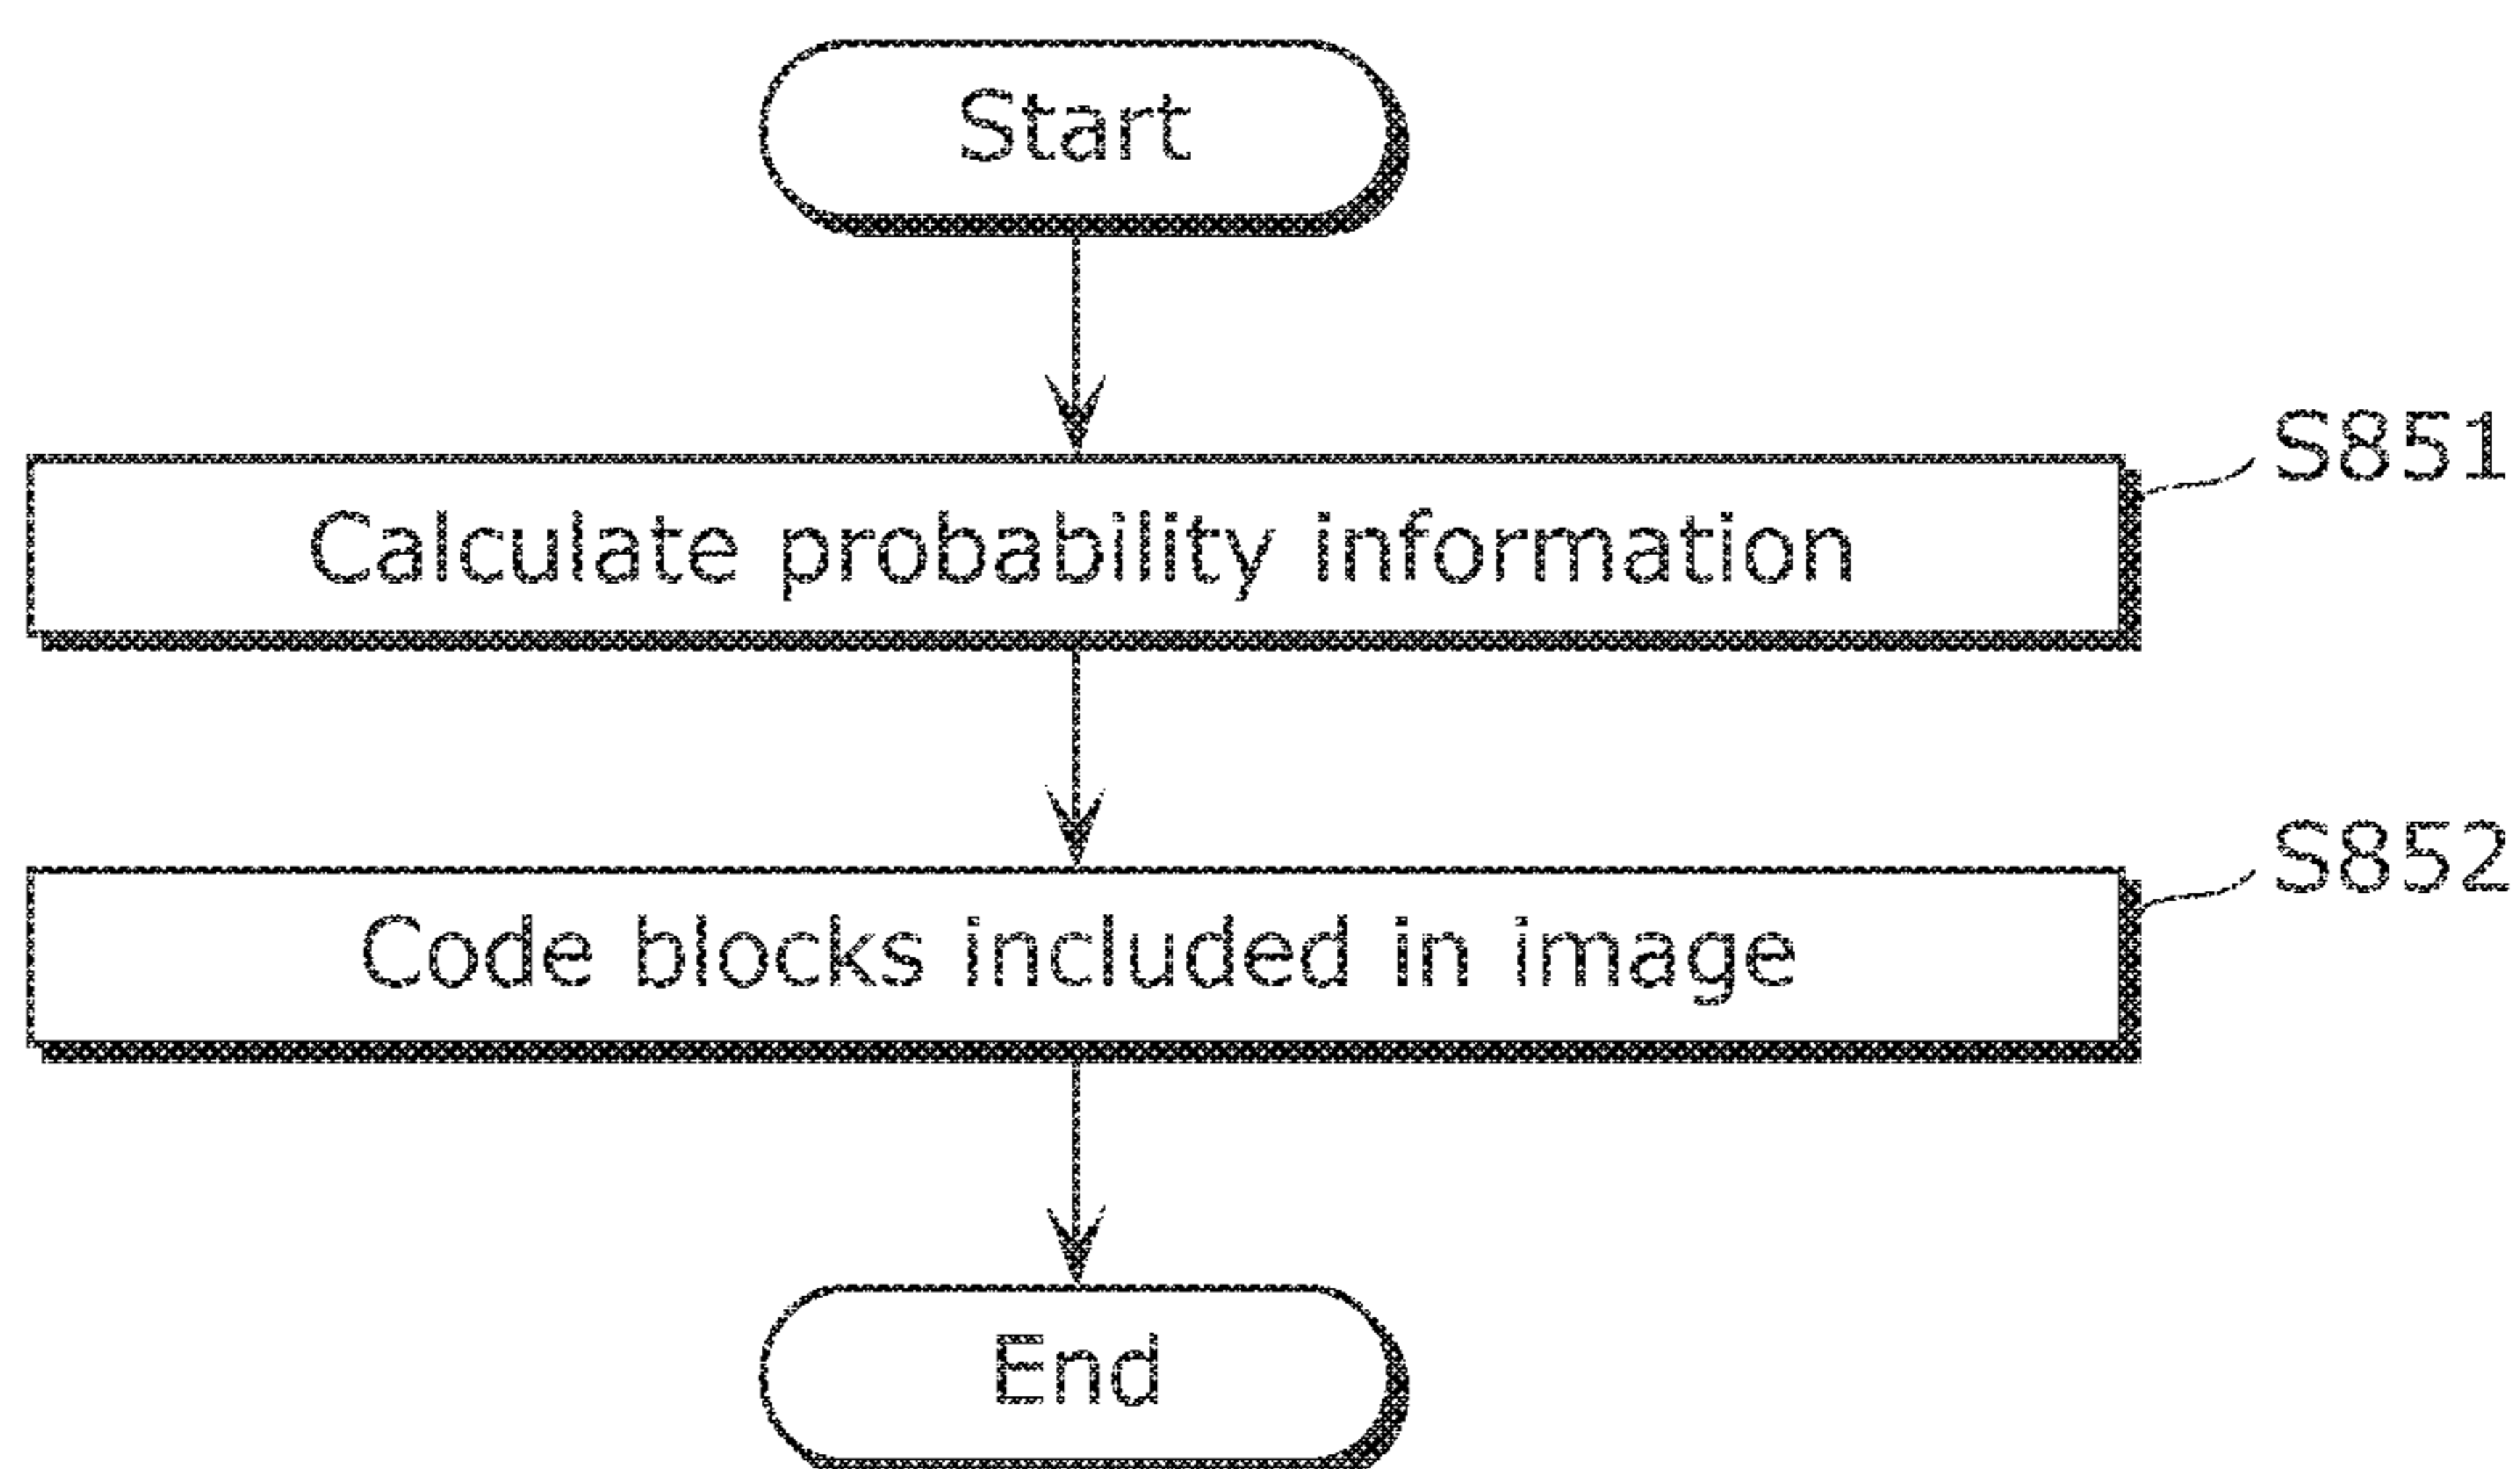 Start
S851
Calculate probability information
S852
Code blocks included in image
End